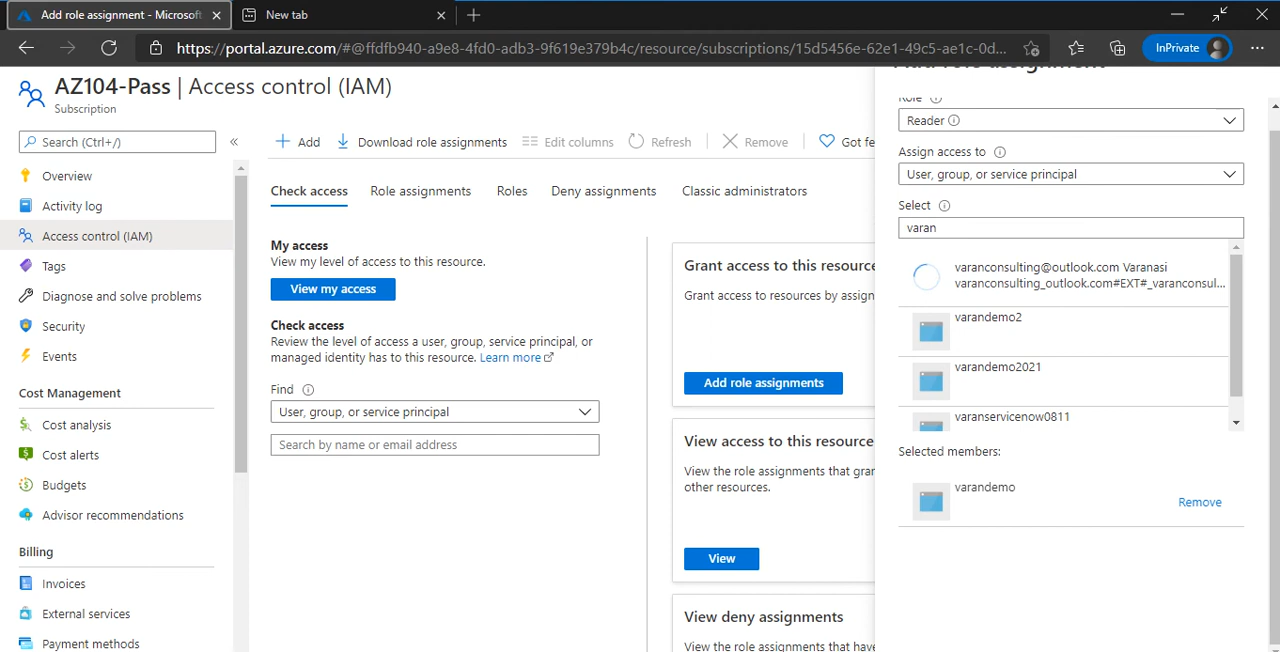 Add role assignment - Microsoft
New tab
https://portal.azure.com/#@ffdfb940-a9e8-4fd0-adb3-9f619e379b4c/resource/subscriptions/15d5456e-62e1-49c5-ae1c-0d...
InPrivate
AZ104-Pass | Access control (IAM)
Subscription
Search (Ctrl+/)
Overview
Activity log
Access control (IAM)
Tags
Diagnose and solve problems
Security
Events
Cost Management
Cost analysis
Cost alerts
Budgets
Advisor recommendations
Billing
Invoices
External services
Payment methods
Add
Download role assignments
Edit columns
Refresh
Remove
Got fe
Check access
Role assignments
Roles
Deny assignments
Classic administrators
My access
View my level of access to this resource.
View my access
Check access
Review the level of access a user, group, service principal, or
managed identity has to this resource. Learn more
Find
User, group, or service principal
Search by name or email address
Grant access to this resource
Grant access to resources by assign
Add role assignments
View access to this resource
View the role assignments that gran
other resources.
View
View deny assignments
View the role assignments that have
Add role assignment
Role
Reader
Assign access to
User, group, or service principal
Select
varan
varanconsulting@outlook.com Varanasi
varanconsulting_outlook.com#EXT#_varanconsul...
varandemo2
varandemo2021
varanservicenow0811
Selected members:
varandemo
Remove